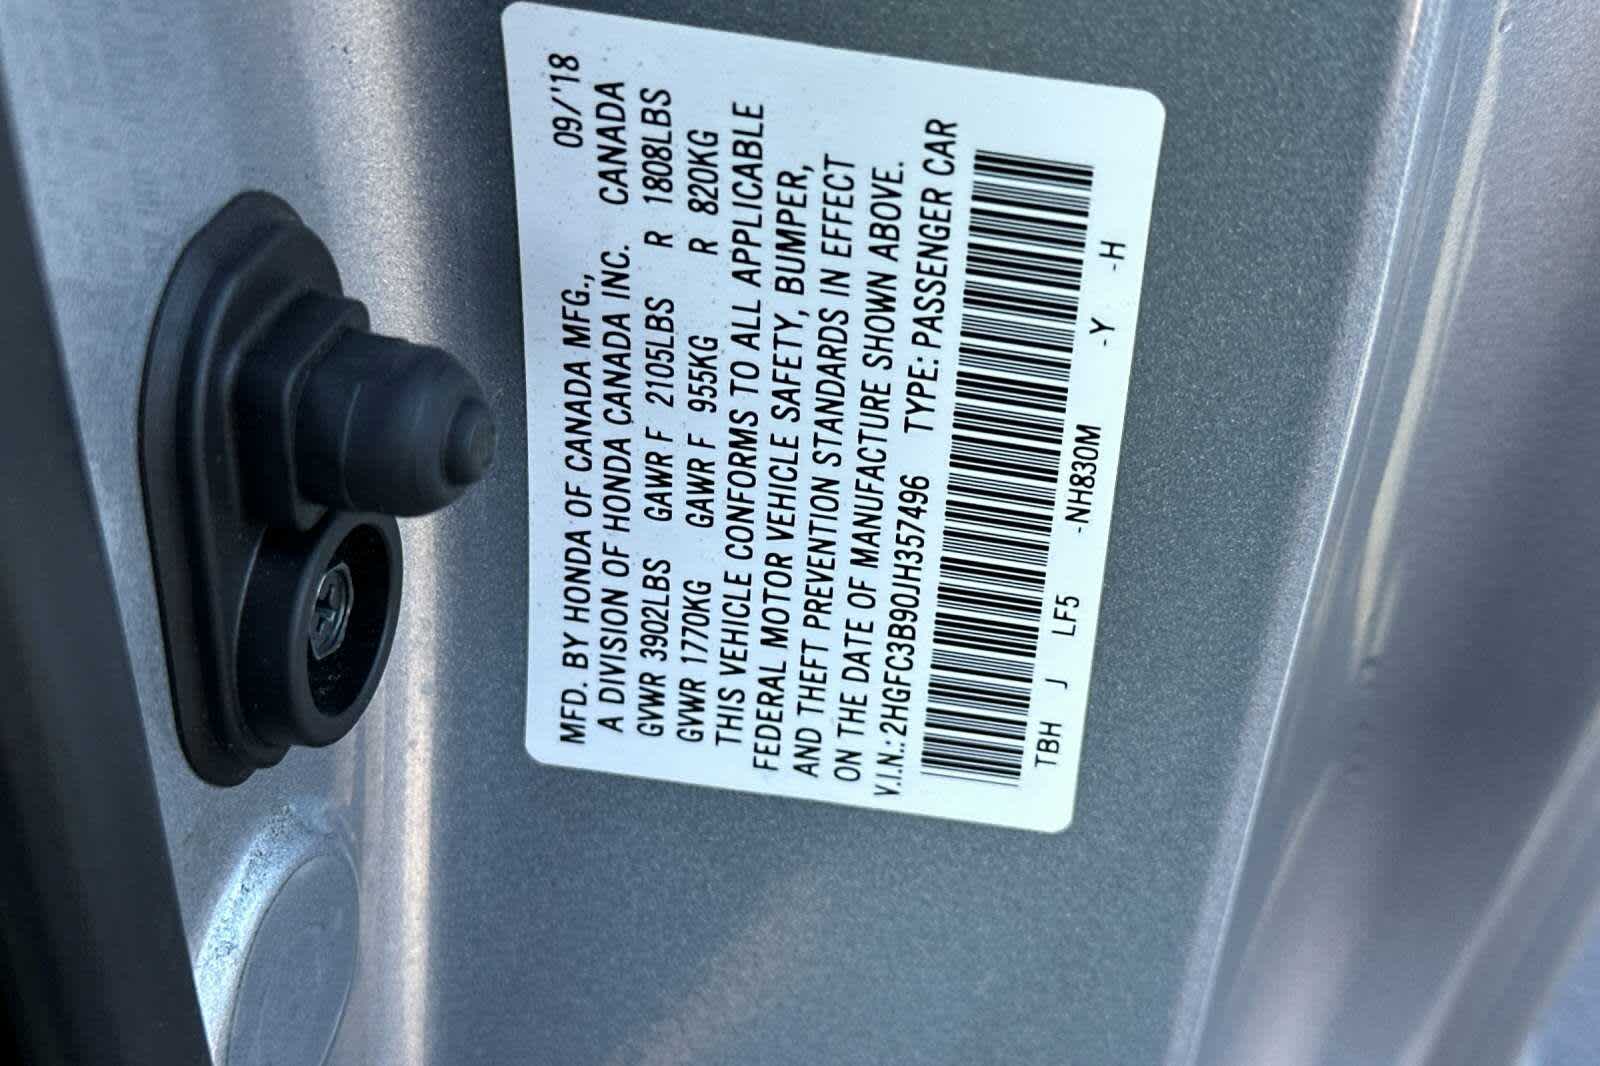 09/'18
MFD. BY HONDA OF CANADA MFG.,
A DIVISION OF HONDA CANADA INC. CANADA
GVWR 3902LBS GAWR F 2105LBS R 1808LBS
GVWR 1770KG GAWR F 955KG R 820KG
THIS VEHICLE CONFORMS TO ALL APPLICABLE
FEDERAL MOTOR VEHICLE SAFETY, BUMPER,
AND THEFT PREVENTION STANDARDS IN EFFECT
ON THE DATE OF MANUFACTURE SHOWN ABOVE.
V.I.N.: 2HGFC3B90JH357496 TYPE: PASSENGER CAR
TBH J LF5 -NH830M -Y -H